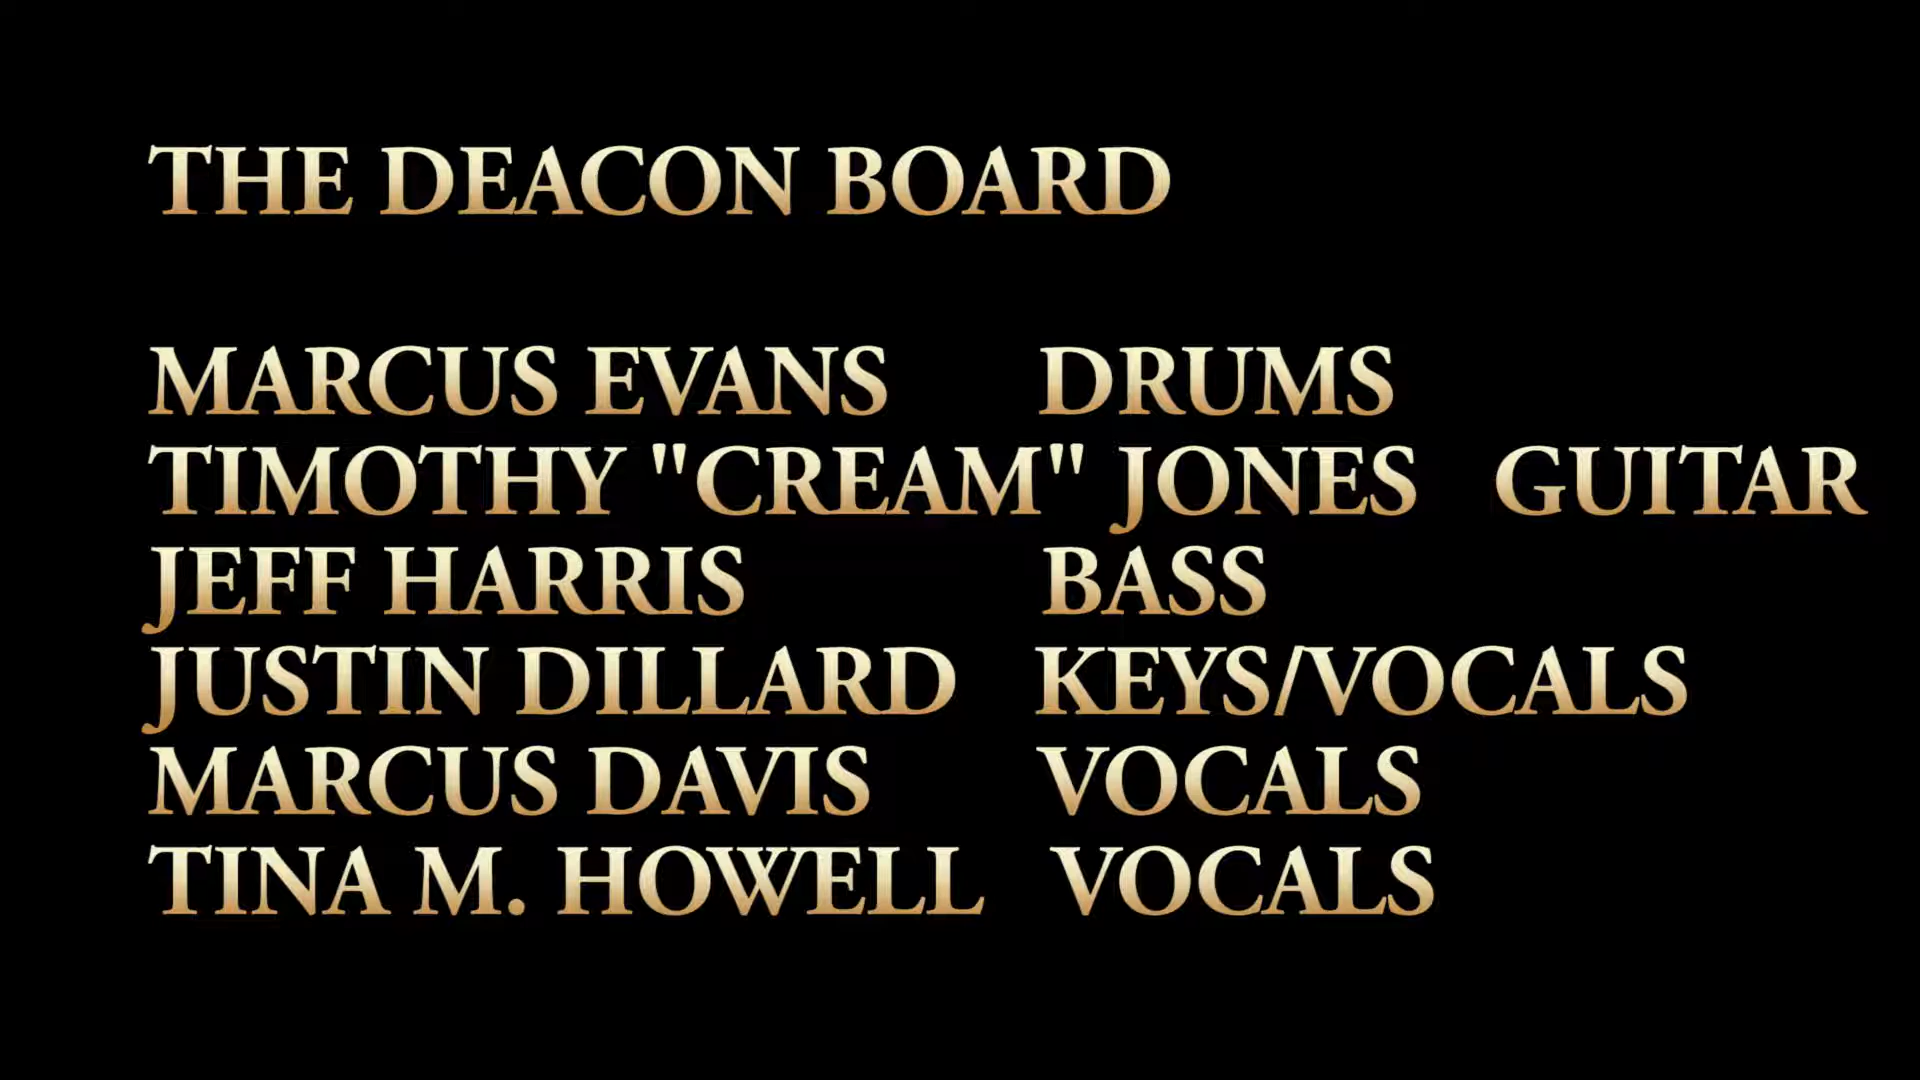 THE DEACON BOARD
MARCUS EVANS DRUMS
TIMOTHY "CREAM" JONES GUITAR
JEFF HARRIS BASS
JUSTIN DILLARD KEYS/VOCALS
MARCUS DAVIS VOCALS
TINA M. HOWELL VOCALS